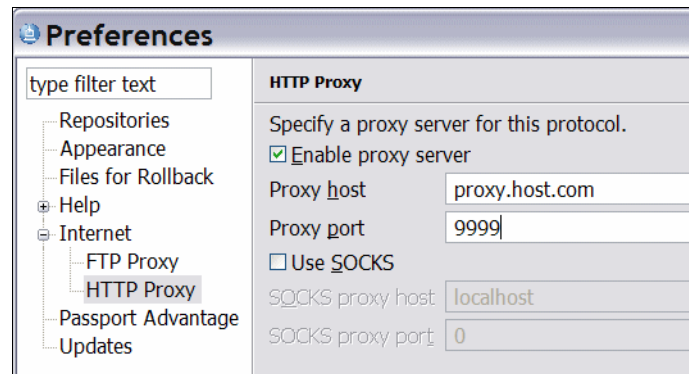 Preferences
type filter text
Repositories
Appearance
Files for Rollback
Help
Internet
FTP Proxy
HTTP Proxy
Passport Advantage
Updates
HTTP Proxy
Specify a proxy server for this protocol.
Enable proxy server
Proxy host proxy.host.com
Proxy port 9999
Use SOCKS
SOCKS proxy host localhost
SOCKS proxy port 0